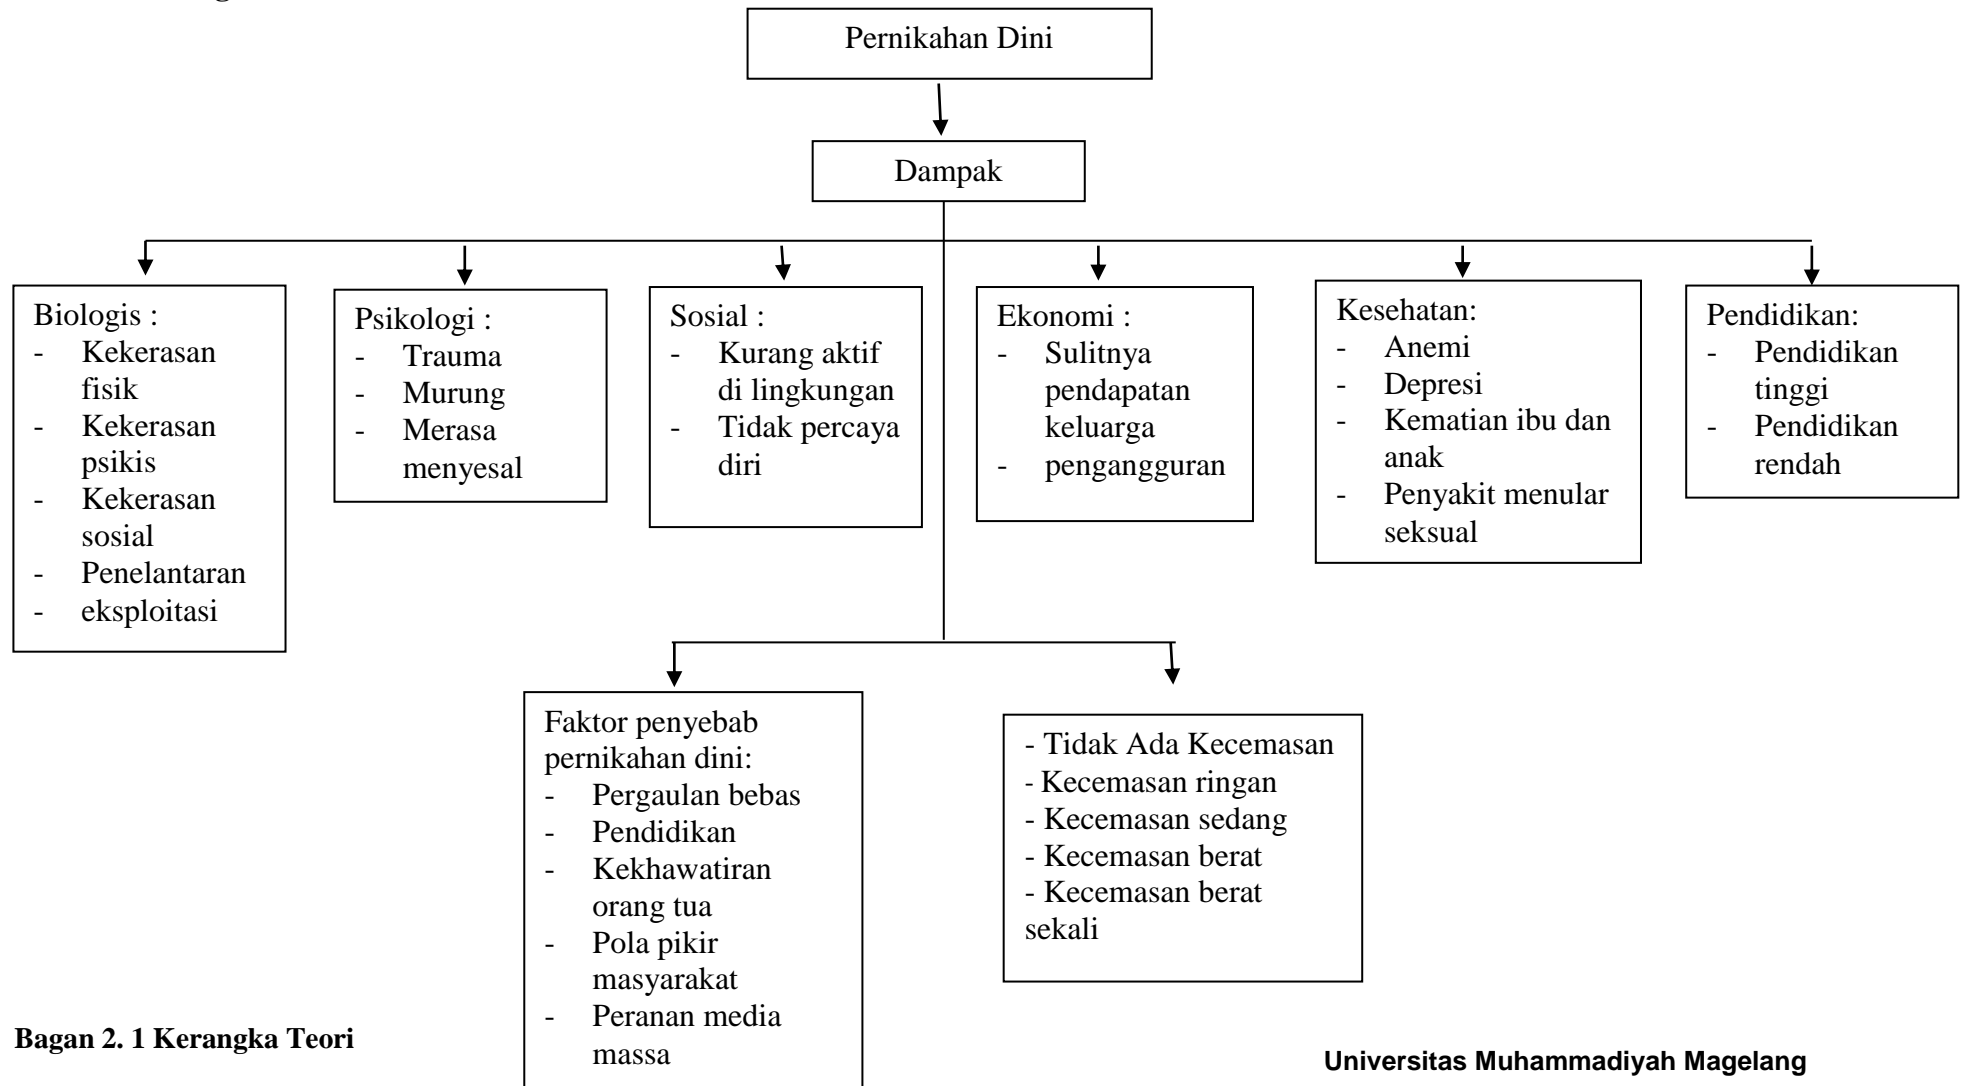 Pernikahan Dini
Dampak
Biologis :
- Kekerasan
fisik
- Kekerasan
psikis
- Kekerasan
sosial
- Penelantaran
- eksploitasi
Psikologi :
- Trauma
- Murung
- Merasa
menyesal
Sosial :
- Kurang aktif
di lingkungan
- Tidak percaya
diri
Ekonomi :
- Sulitnya
pendapatan
keluarga
- pengangguran
Kesehatan:
- Anemi
- Depresi
- Kematian ibu dan
anak
- Penyakit menular
seksual
Pendidikan:
- Pendidikan
tinggi
- Pendidikan
rendah
Faktor penyebab
pernikahan dini:
- Pergaulan bebas
- Pendidikan
- Kekhawatiran
orang tua
- Pola pikir
masyarakat
- Peranan media
massa
- Tidak Ada Kecemasan
- Kecemasan ringan
- Kecemasan sedang
- Kecemasan berat
- Kecemasan berat
sekali
Bagan 2. 1 Kerangka Teori
Universitas Muhammadiyah Magelang